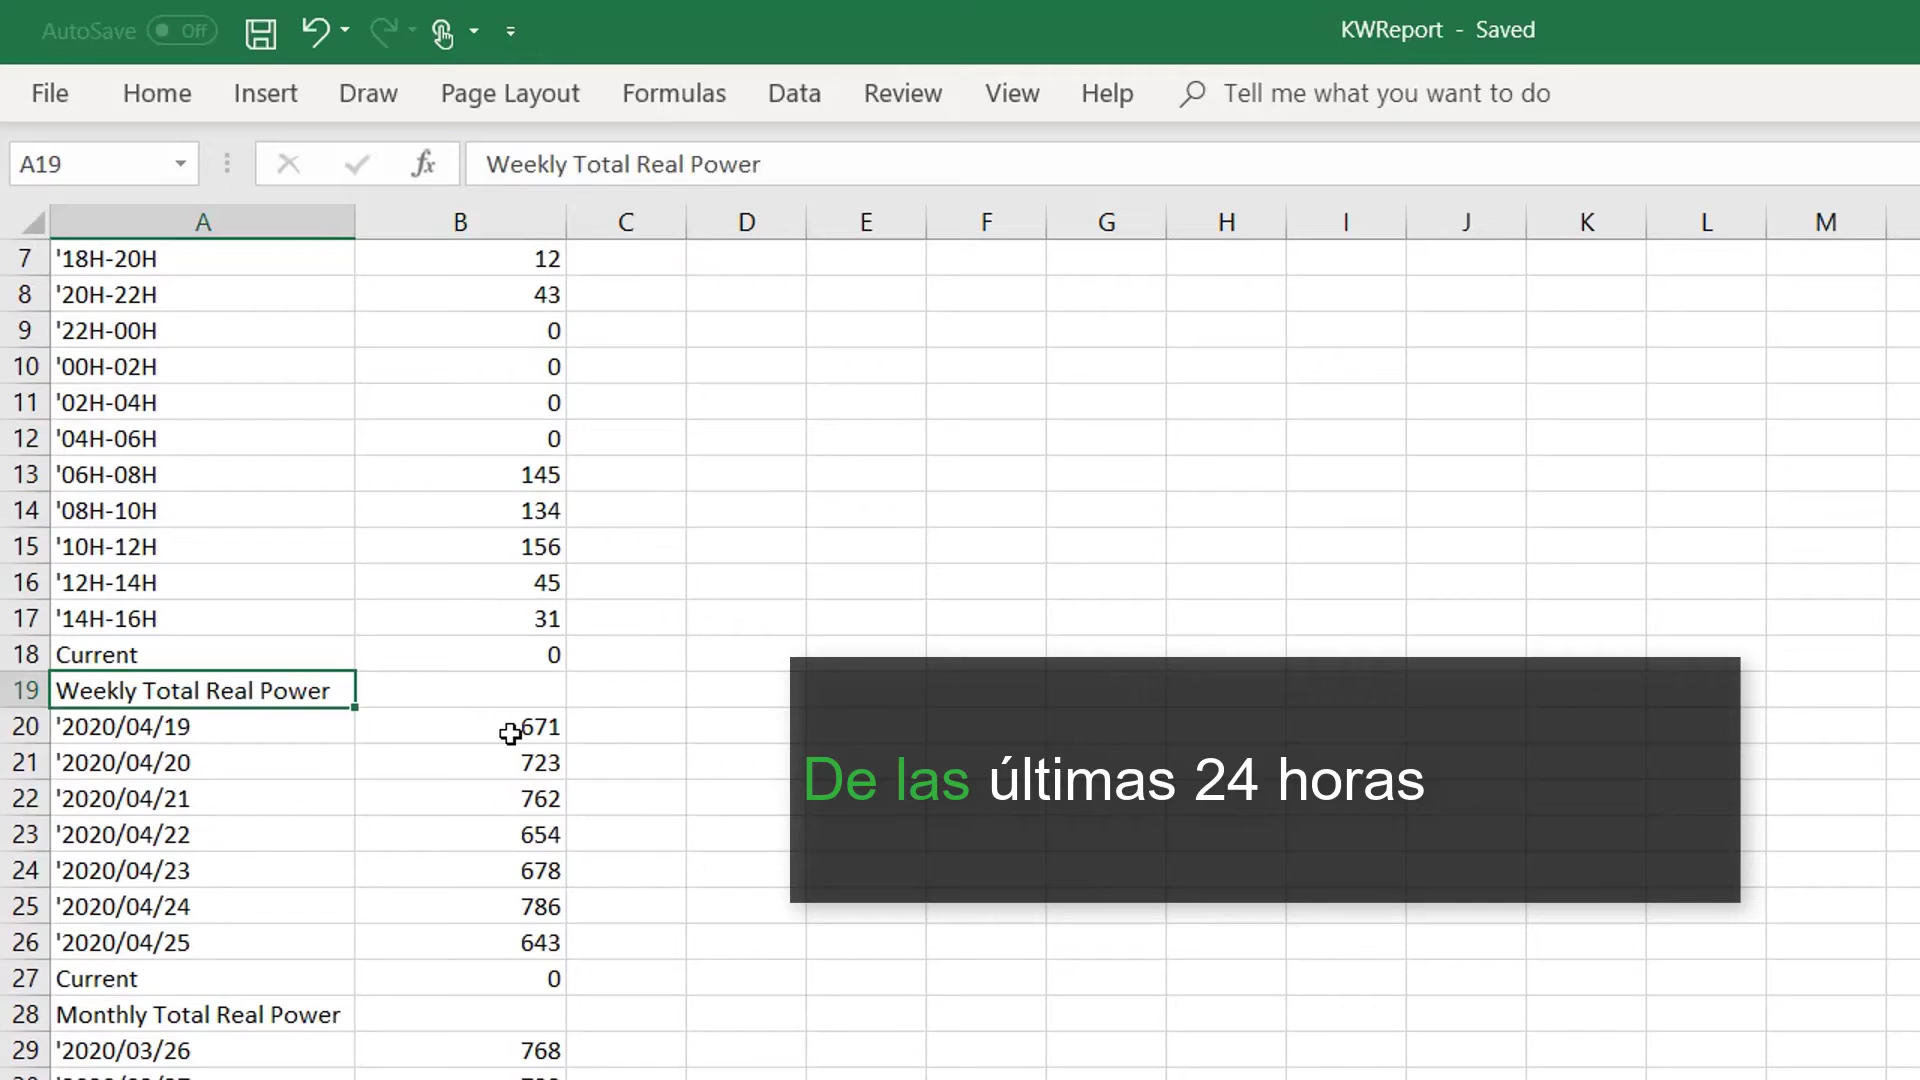 AutoSave Off
KWReport - Saved
File Home Insert Draw Page Layout Formulas Data Review View Help Tell me what you want to do
A19 fx Weekly Total Real Power
A B C D E F G H I J K L M
7 '18H-20H 12
8 '20H-22H 43
9 '22H-00H 0
10 '00H-02H 0
11 '02H-04H 0
12 '04H-06H 0
13 '06H-08H 145
14 '08H-10H 134
15 '10H-12H 156
16 '12H-14H 45
17 '14H-16H 31
18 Current 0
19 Weekly Total Real Power
20 '2020/04/19 671
21 '2020/04/20 723
22 '2020/04/21 762
23 '2020/04/22 654
24 '2020/04/23 678
25 '2020/04/24 786
26 '2020/04/25 643
27 Current 0
28 Monthly Total Real Power
29 '2020/03/26 768
De las últimas 24 horas